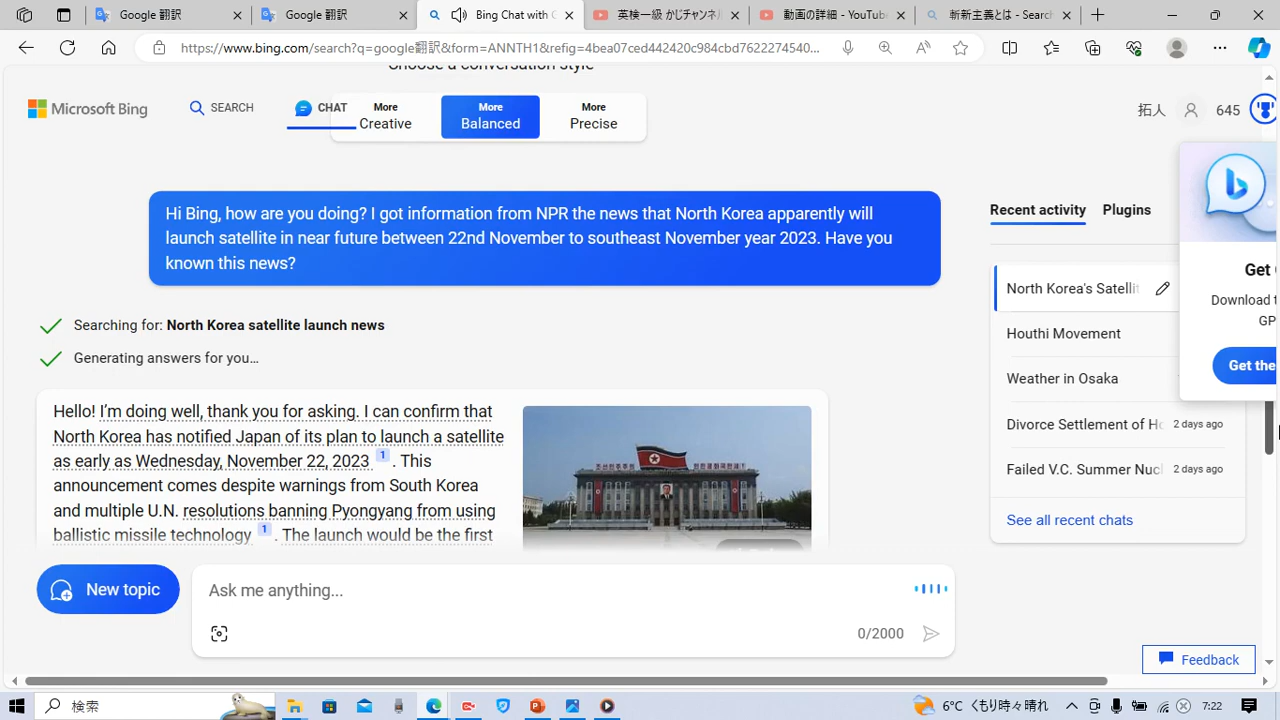 Google 翻訳
Google 翻訳
Bing Chat with G
英検一級 かじチャンネル
動画の詳細 - YouTube
斬新主義とは - Search
https://www.bing.com/search?q=google翻訳&form=ANNTH1&refig=4bea07ced442420c984cbd7622274540...
Choose a conversation style
Microsoft Bing
SEARCH
CHAT
More
Creative
More
Balanced
More
Precise
拓人
645
Hi Bing, how are you doing? I got information from NPR the news that North Korea apparently will
launch satellite in near future between 22nd November to southeast November year 2023. Have you
known this news?
Searching for: North Korea satellite launch news
Generating answers for you…
Hello! I'm doing well, thank you for asking. I can confirm that
North Korea has notified Japan of its plan to launch a satellite
as early as Wednesday, November 22, 2023 1 . This
announcement comes despite warnings from South Korea
and multiple U.N. resolutions banning Pyongyang from using
ballistic missile technology 1 . The launch would be the first
Recent activity
Plugins
North Korea's Satellit
Houthi Movement
Weather in Osaka
Divorce Settlement of Ho
2 days ago
Failed V.C. Summer Nucl
2 days ago
See all recent chats
Get
Download t
GP
Get the
New topic
Ask me anything...
0/2000
Feedback
検索
6°C くもり時々晴れ
7:22